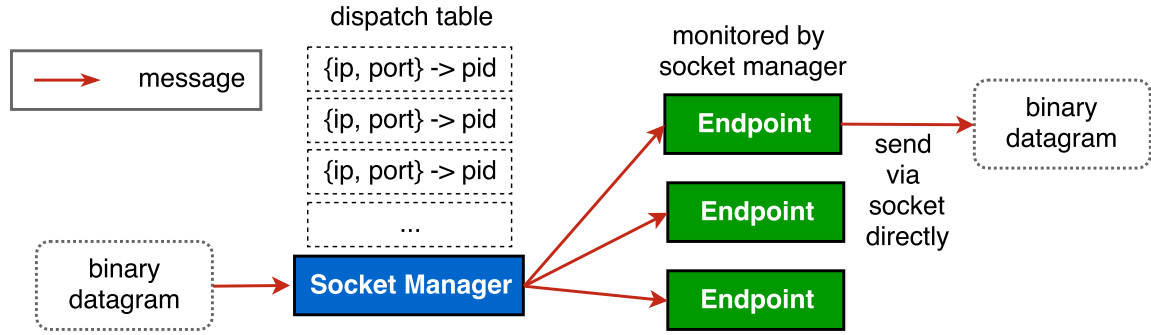 message
dispatch table
{ip, port} -> pid
{ip, port} -> pid
{ip, port} -> pid
...
binary
datagram
Socket Manager
monitored by
socket manager
Endpoint
Endpoint
Endpoint
send
via
socket
directly
binary
datagram